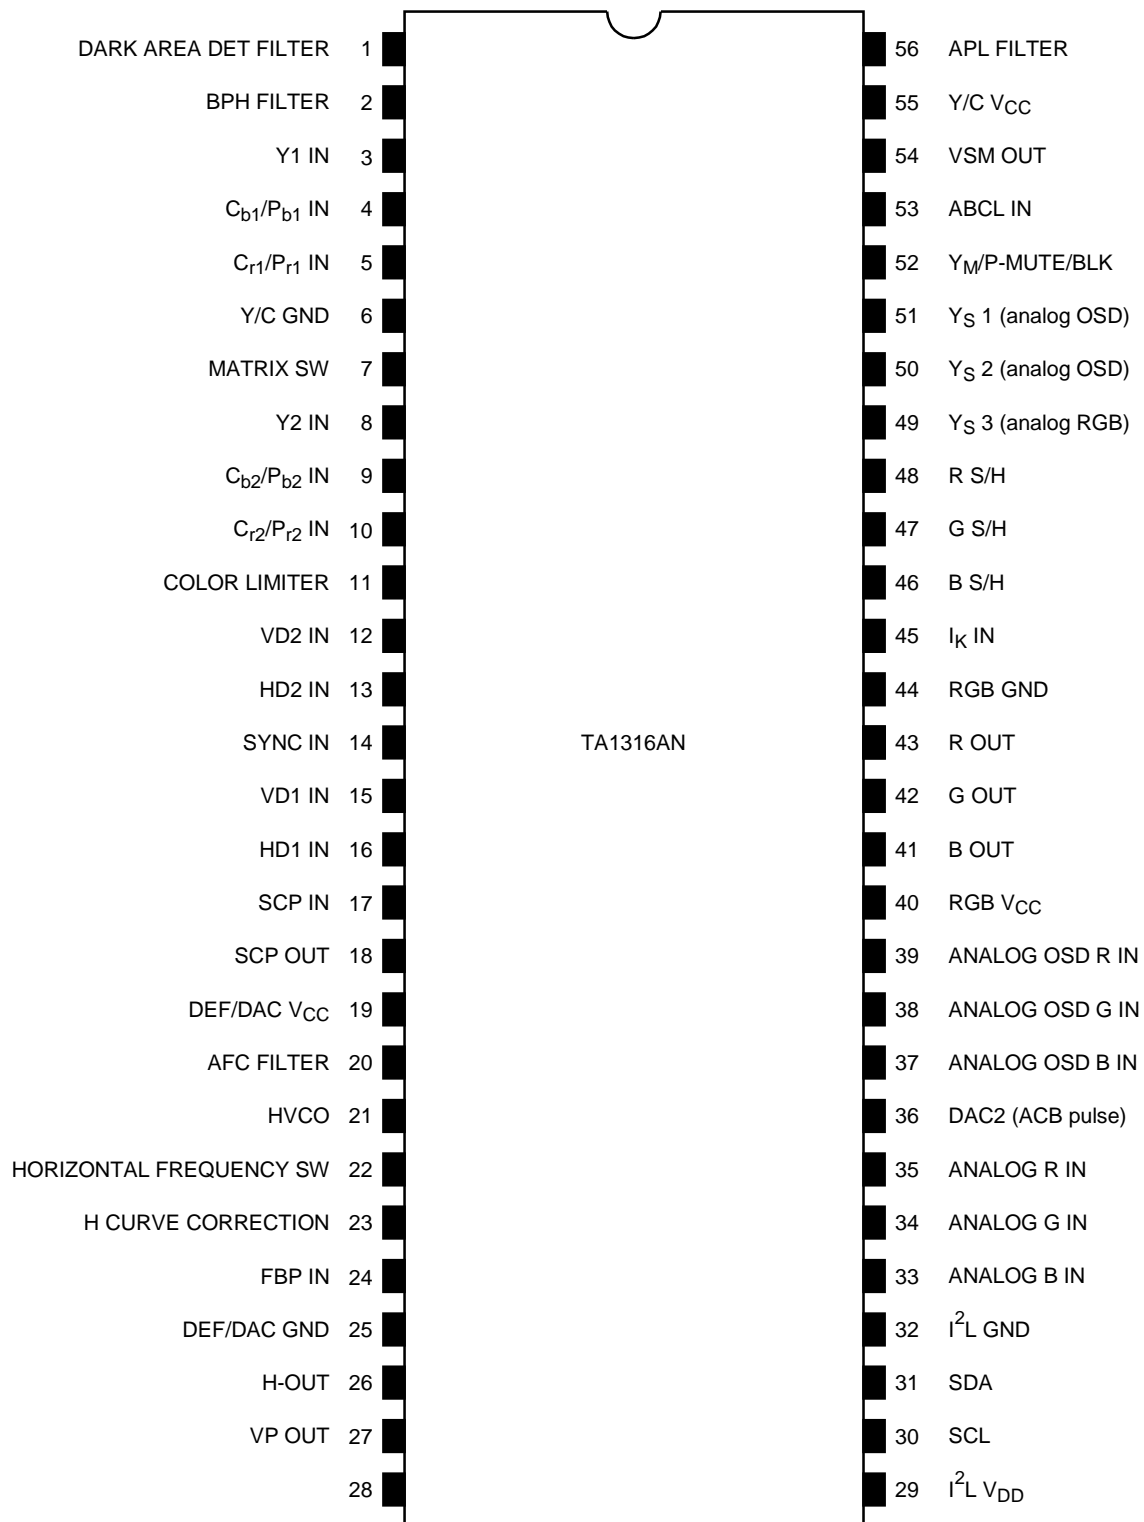 DARK AREA DET FILTER 1 56 APL FILTER
BPH FILTER 2 55 Y/C VCC
Y1 IN 3 54 VSM OUT
Cb1/Pb1 IN 4 53 ABCL IN
Cr1/Pr1 IN 5 52 YM/P-MUTE/BLK
Y/C GND 6 51 YS 1 (analog OSD)
MATRIX SW 7 50 YS 2 (analog OSD)
Y2 IN 8 49 YS 3 (analog RGB)
Cb2/Pb2 IN 9 48 R S/H
Cr2/Pr2 IN 10 47 G S/H
COLOR LIMITER 11 46 B S/H
VD2 IN 12 45 IK IN
HD2 IN 13 44 RGB GND
SYNC IN 14 TA1316AN 43 R OUT
VD1 IN 15 42 G OUT
HD1 IN 16 41 B OUT
SCP IN 17 40 RGB VCC
SCP OUT 18 39 ANALOG OSD R IN
DEF/DAC VCC 19 38 ANALOG OSD G IN
AFC FILTER 20 37 ANALOG OSD B IN
HVCO 21 36 DAC2 (ACB pulse)
HORIZONTAL FREQUENCY SW 22 35 ANALOG R IN
H CURVE CORRECTION 23 34 ANALOG G IN
FBP IN 24 33 ANALOG B IN
DEF/DAC GND 25 32 I²L GND
H-OUT 26 31 SDA
VP OUT 27 30 SCL
28 29 I²L VDD